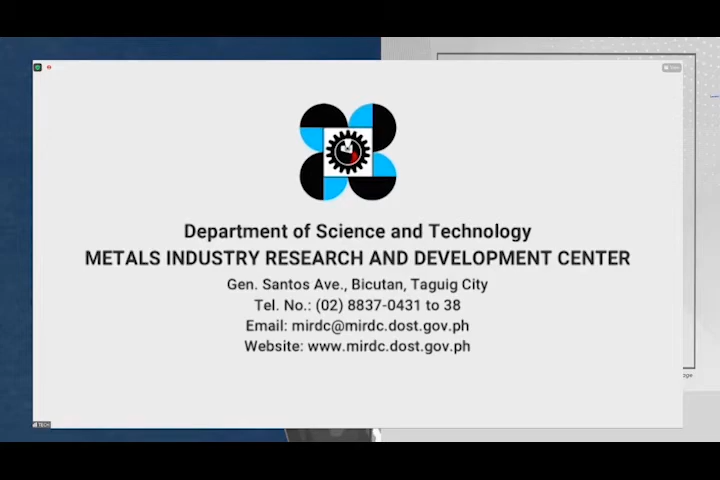 Department of Science and Technology
METALS INDUSTRY RESEARCH AND DEVELOPMENT CENTER
Gen. Santos Ave., Bicutan, Taguig City
Tel. No.: (02) 8837-0431 to 38
Email: mirdc@mirdc.dost.gov.ph
Website: www.mirdc.dost.gov.ph
TECH